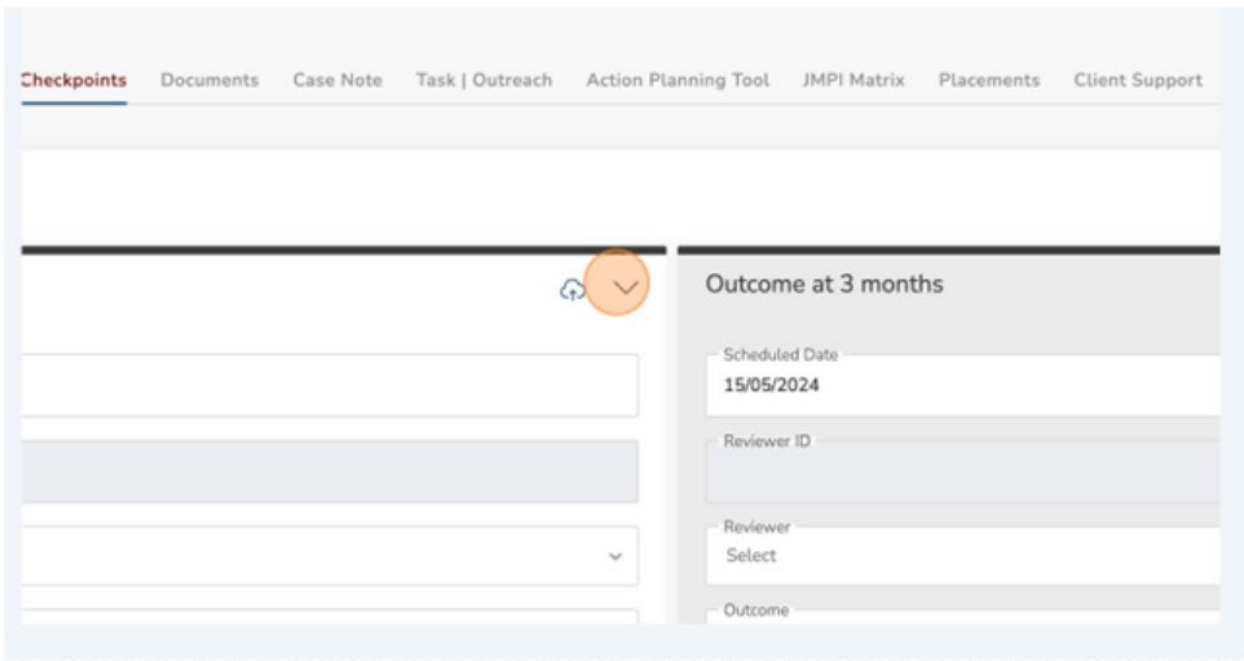 Checkpoints Documents Case Note Task | Outreach Action Planning Tool JMPI Matrix Placements Client Support
Outcome at 3 months
Scheduled Date
15/05/2024
Reviewer ID
Reviewer
Select
Outcome